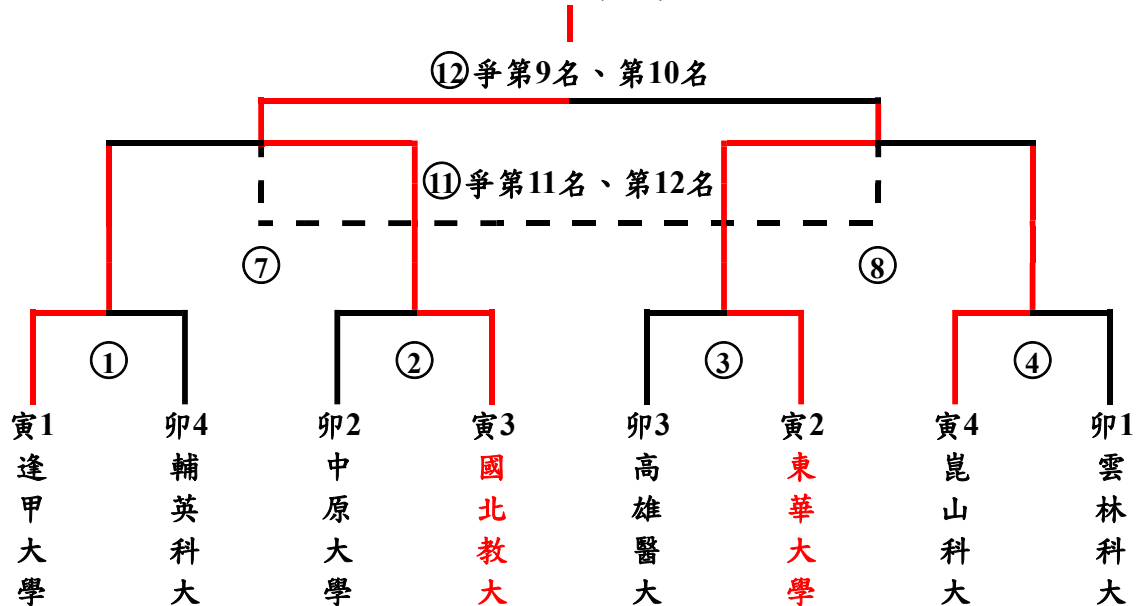 ⑫爭第9名、第10名
⑪爭第11名、第12名
⑦
⑧
①
②
③
④
寅1
卯4
卯2
寅3
卯3
寅2
寅4
卯1
逢甲大學
輔英科大
中原大學
國北教大
高雄醫大
東華大學
崑山科大
雲林科大